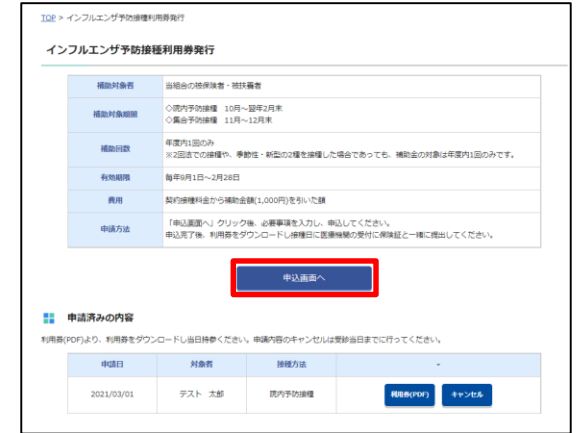 TOP > インフルエンザ予防接種利用券発行
インフルエンザ予防接種利用券発行
補助対象者 当組合の被保険者・被扶養者
補助対象期間 ◇院内予防接種 10月～翌年2月末
◇集合予防接種 11月～12月末
補助回数 年度内1回のみ
※2回法での接種や、季節性・新型の2種を接種した場合であっても、補助金の対象は年度内1回のみです。
有効期限 毎年9月1日～2月28日
費用 契約接種料金から補助金額(1,000円)を引いた額
申請方法 「申込画面へ」クリック後、必要事項を入力し、申込してください。
申込完了後、利用券をダウンロードし接種日に医療機関の受付に保険証と一緒に提出してください。
申込画面へ
申請済みの内容
利用券(PDF)より、利用券をダウンロードし当日持参ください。申請内容のキャンセルは受診当日までに行ってください。
申請日 対象者 接種方法 -
2021/03/01 テスト 太郎 院内予防接種 利用券(PDF) キャンセル